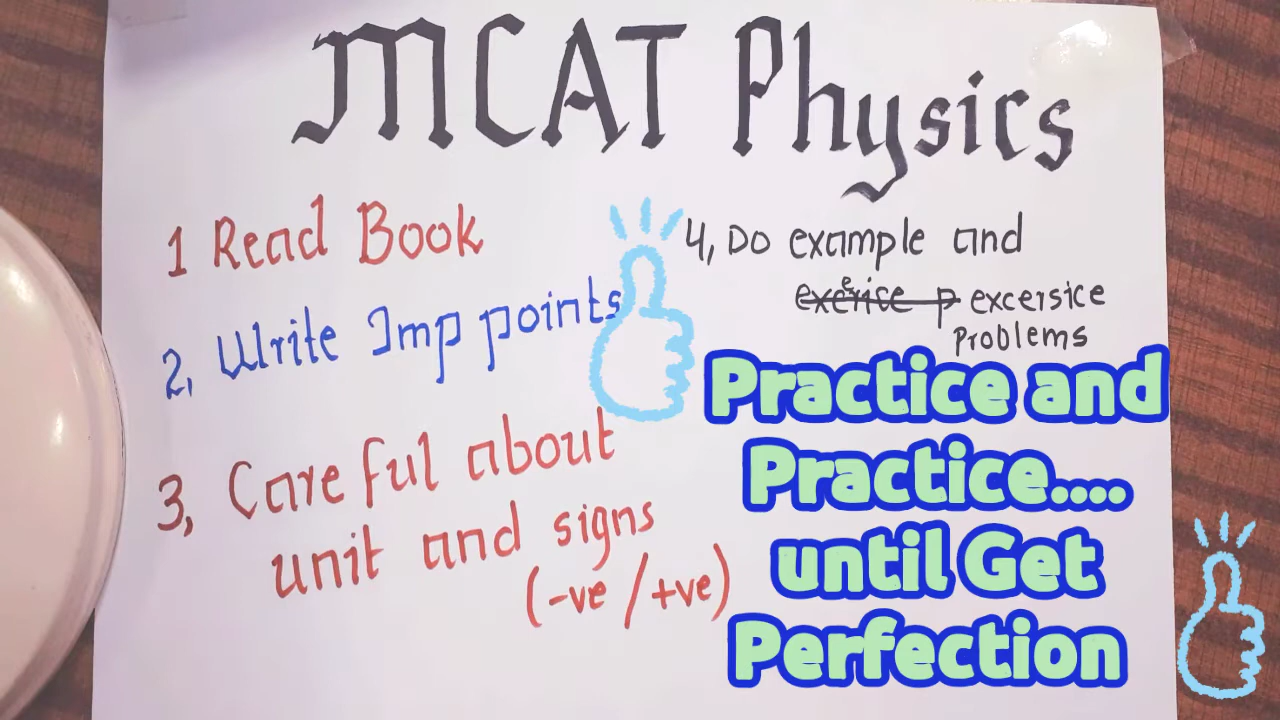 MCAT Physics
1 Read Book
2, Write Imp points
3, Careful about
unit and signs
(-ve / +ve)
4, Do example and
exeerice p excersice
Problems
Practice and
Practice....
until Get
Perfection